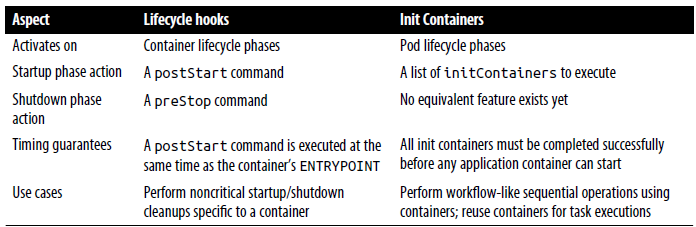 Aspect Lifecycle hooks Init Containers
Activates on Container lifecycle phases Pod lifecycle phases
Startup phase action A postStart command A list of initContainers to execute
Shutdown phase A preStop command No equivalent feature exists yet
action
Timing guarantees A postStart command is executed at the All init containers must be completed successfully
same time as the container's ENTRYPOINT before any application container can start
Use cases Perform noncritical startup/shutdown Perform workflow-like sequential operations using
cleanups specific to a container containers; reuse containers for task executions